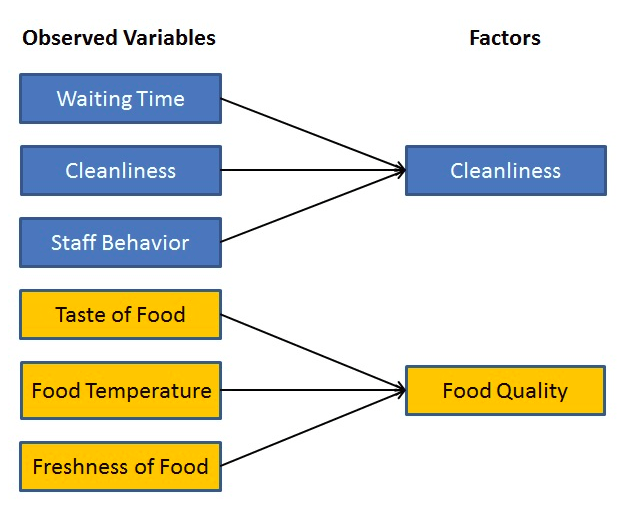 Observed Variables
Factors
Waiting Time
Cleanliness
Cleanliness
Staff Behavior
Taste of Food
Food Temperature
Food Quality
Freshness of Food